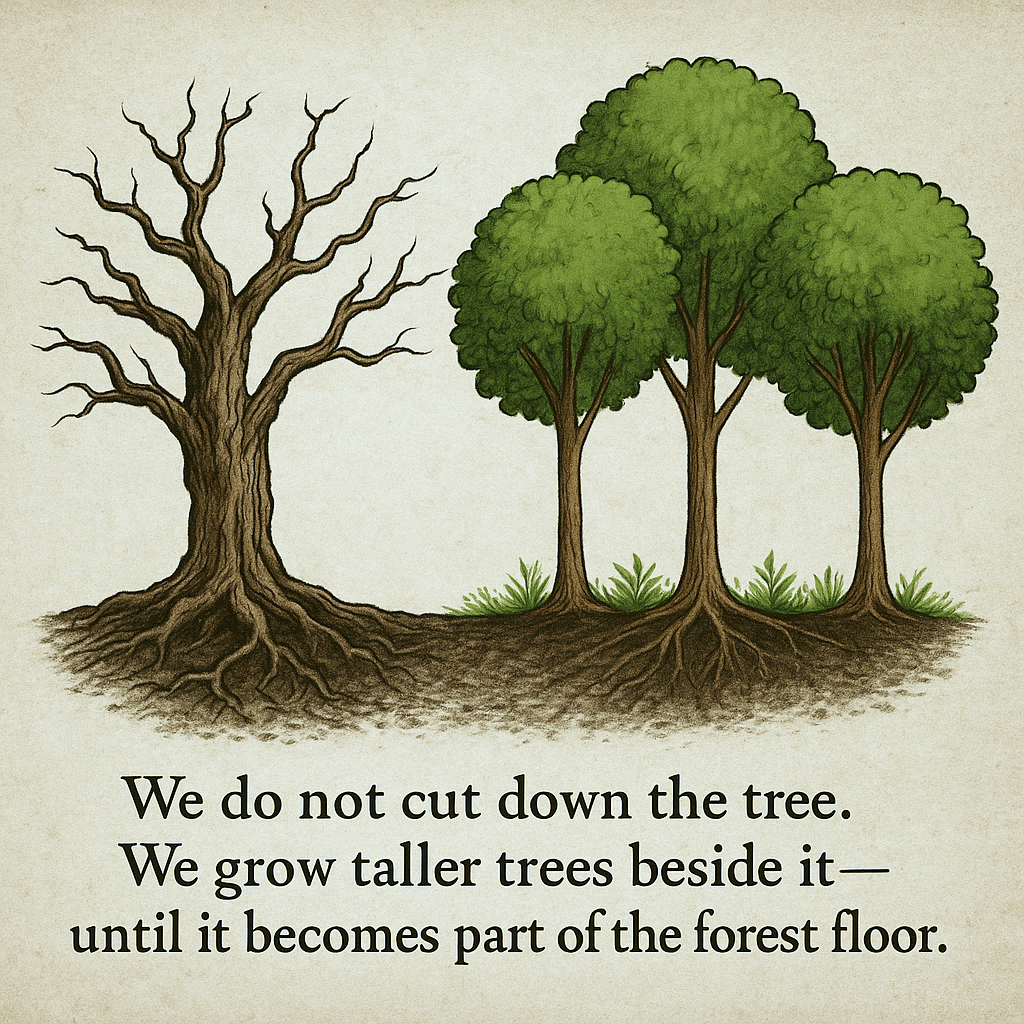 We do not cut down the tree.
We grow taller trees beside it—
until it becomes part of the forest floor.